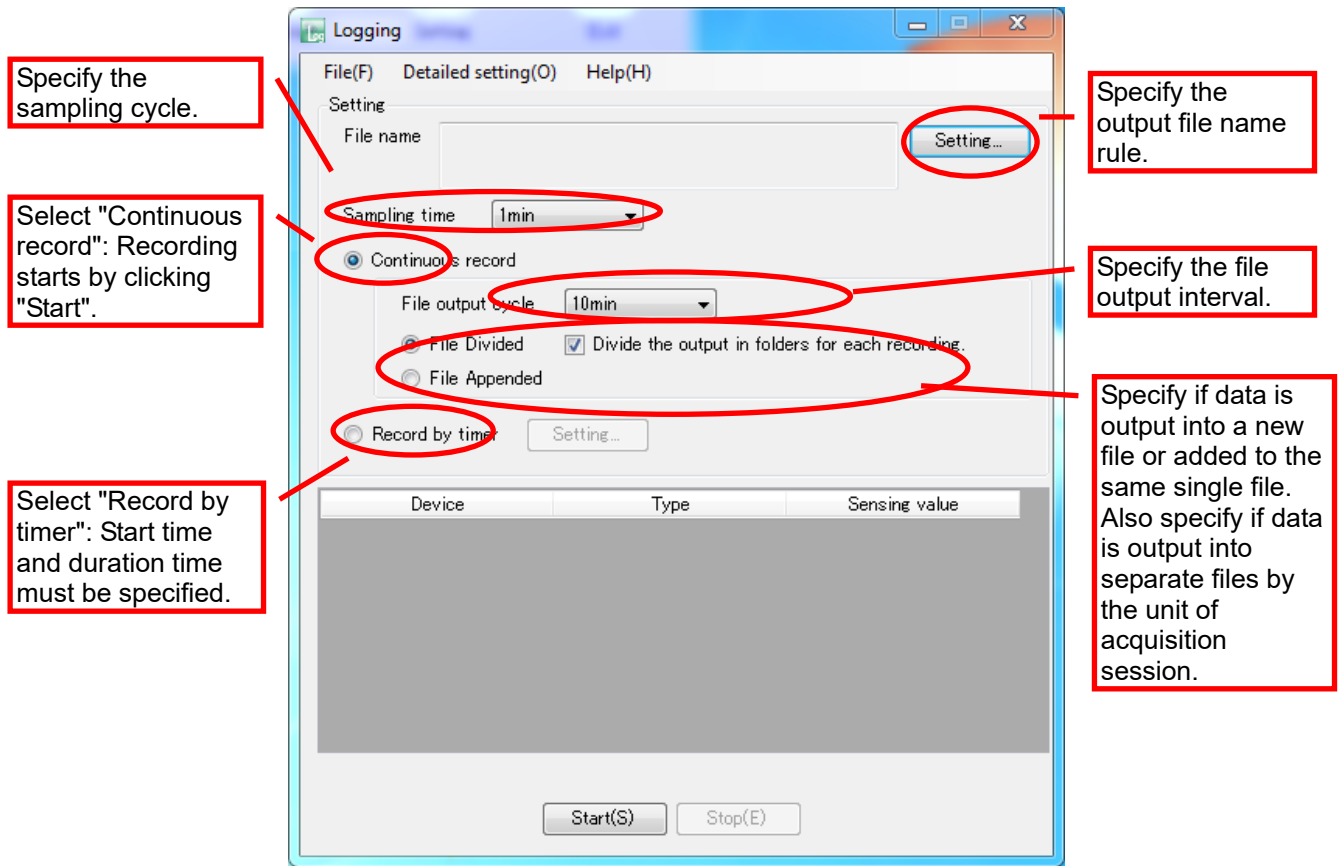 Logging
File(F) Detailed setting(O) Help(H)
Setting
File name
Setting...
Sampling time 1min
Continuous record
File output cycle 10min
File Divided Divide the output in folders for each recording.
File Appended
Record by timer Setting...
Device Type Sensing value
Start(S) Stop(E)
Specify the
sampling cycle.
Select "Continuous
record": Recording
starts by clicking
"Start".
Select "Record by
timer": Start time
and duration time
must be specified.
Specify the
output file name
rule.
Specify the file
output interval.
Specify if data is
output into a new
file or added to the
same single file.
Also specify if data
is output into
separate files by
the unit of
acquisition
session.